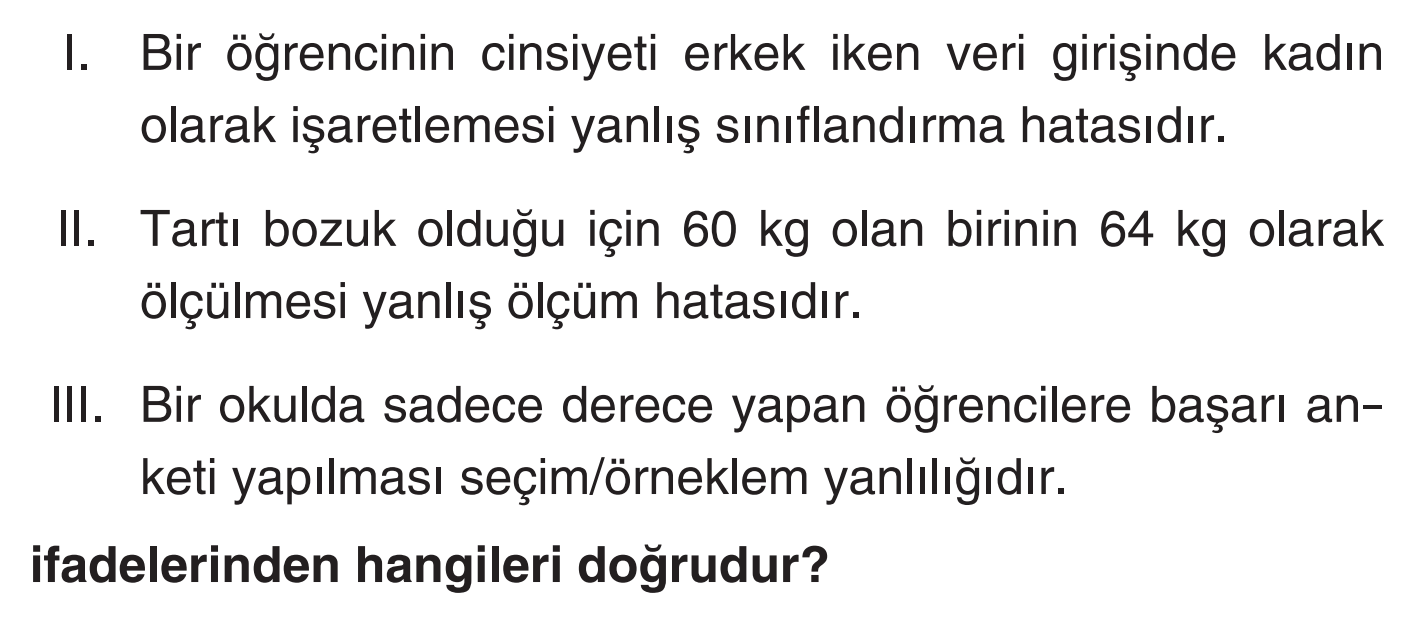 I. Bir öğrencinin cinsiyeti erkek iken veri girişinde kadın
olarak işaretlemesi yanlış sınıflandırma hatasıdır.
II. Tartı bozuk olduğu için 60 kg olan birinin 64 kg olarak
ölçülmesi yanlış ölçüm hatasıdır.
III. Bir okulda sadece derece yapan öğrencilere başarı an-
keti yapılması seçim/örneklem yanlılığıdır.
ifadelerinden hangileri doğrudur?